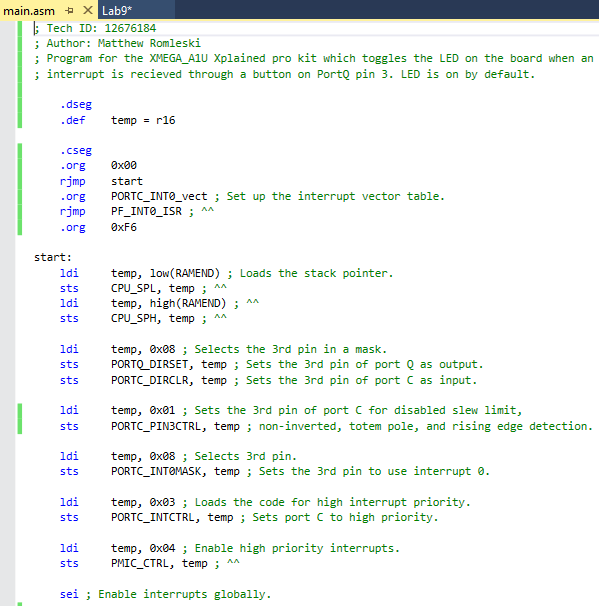 main.asm Lab9*
; Tech ID: 12676184
; Author: Matthew Romleski
; Program for the XMEGA_A1U Xplained pro kit which toggles the LED on the board when an
; interrupt is recieved through a button on PortQ pin 3. LED is on by default.
.dseg
.def temp = r16
.cseg
.org 0x00
rjmp start
.org PORTC_INT0_vect ; Set up the interrupt vector table.
rjmp PF_INT0_ISR ; ^^
.org 0xF6
start:
ldi temp, low(RAMEND) ; Loads the stack pointer.
sts CPU_SPL, temp ; ^^
ldi temp, high(RAMEND) ; ^^
sts CPU_SPH, temp ; ^^
ldi temp, 0x08 ; Selects the 3rd pin in a mask.
sts PORTQ_DIRSET, temp ; Sets the 3rd pin of port Q as output.
sts PORTC_DIRCLR, temp ; Sets the 3rd pin of port C as input.
ldi temp, 0x01 ; Sets the 3rd pin of port C for disabled slew limit,
sts PORTC_PIN3CTRL, temp ; non-inverted, totem pole, and rising edge detection.
ldi temp, 0x08 ; Selects 3rd pin.
sts PORTC_INT0MASK, temp ; Sets the 3rd pin to use interrupt 0.
ldi temp, 0x03 ; Loads the code for high interrupt priority.
sts PORTC_INTCTRL, temp ; Sets port C to high priority.
ldi temp, 0x04 ; Enable high priority interrupts.
sts PMIC_CTRL, temp ; ^^
sei ; Enable interrupts globally.